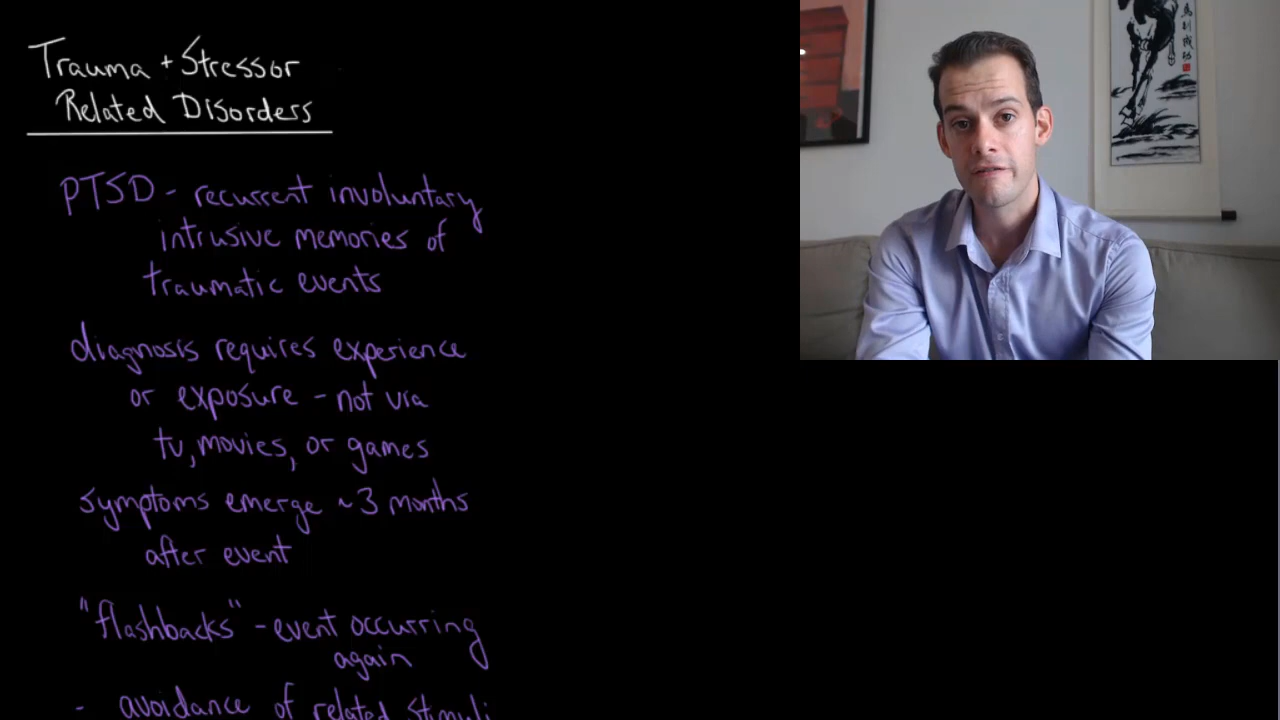 Trauma + Stressor
Related Disorders
PTSD - recurrent involuntary
intrusive memories of
traumatic events
diagnosis requires experience
or exposure - not via
tv, movies, or games
symptoms emerge ~3 months
after event
"flashbacks" - event occurring
again
- avoidance of related stimuli